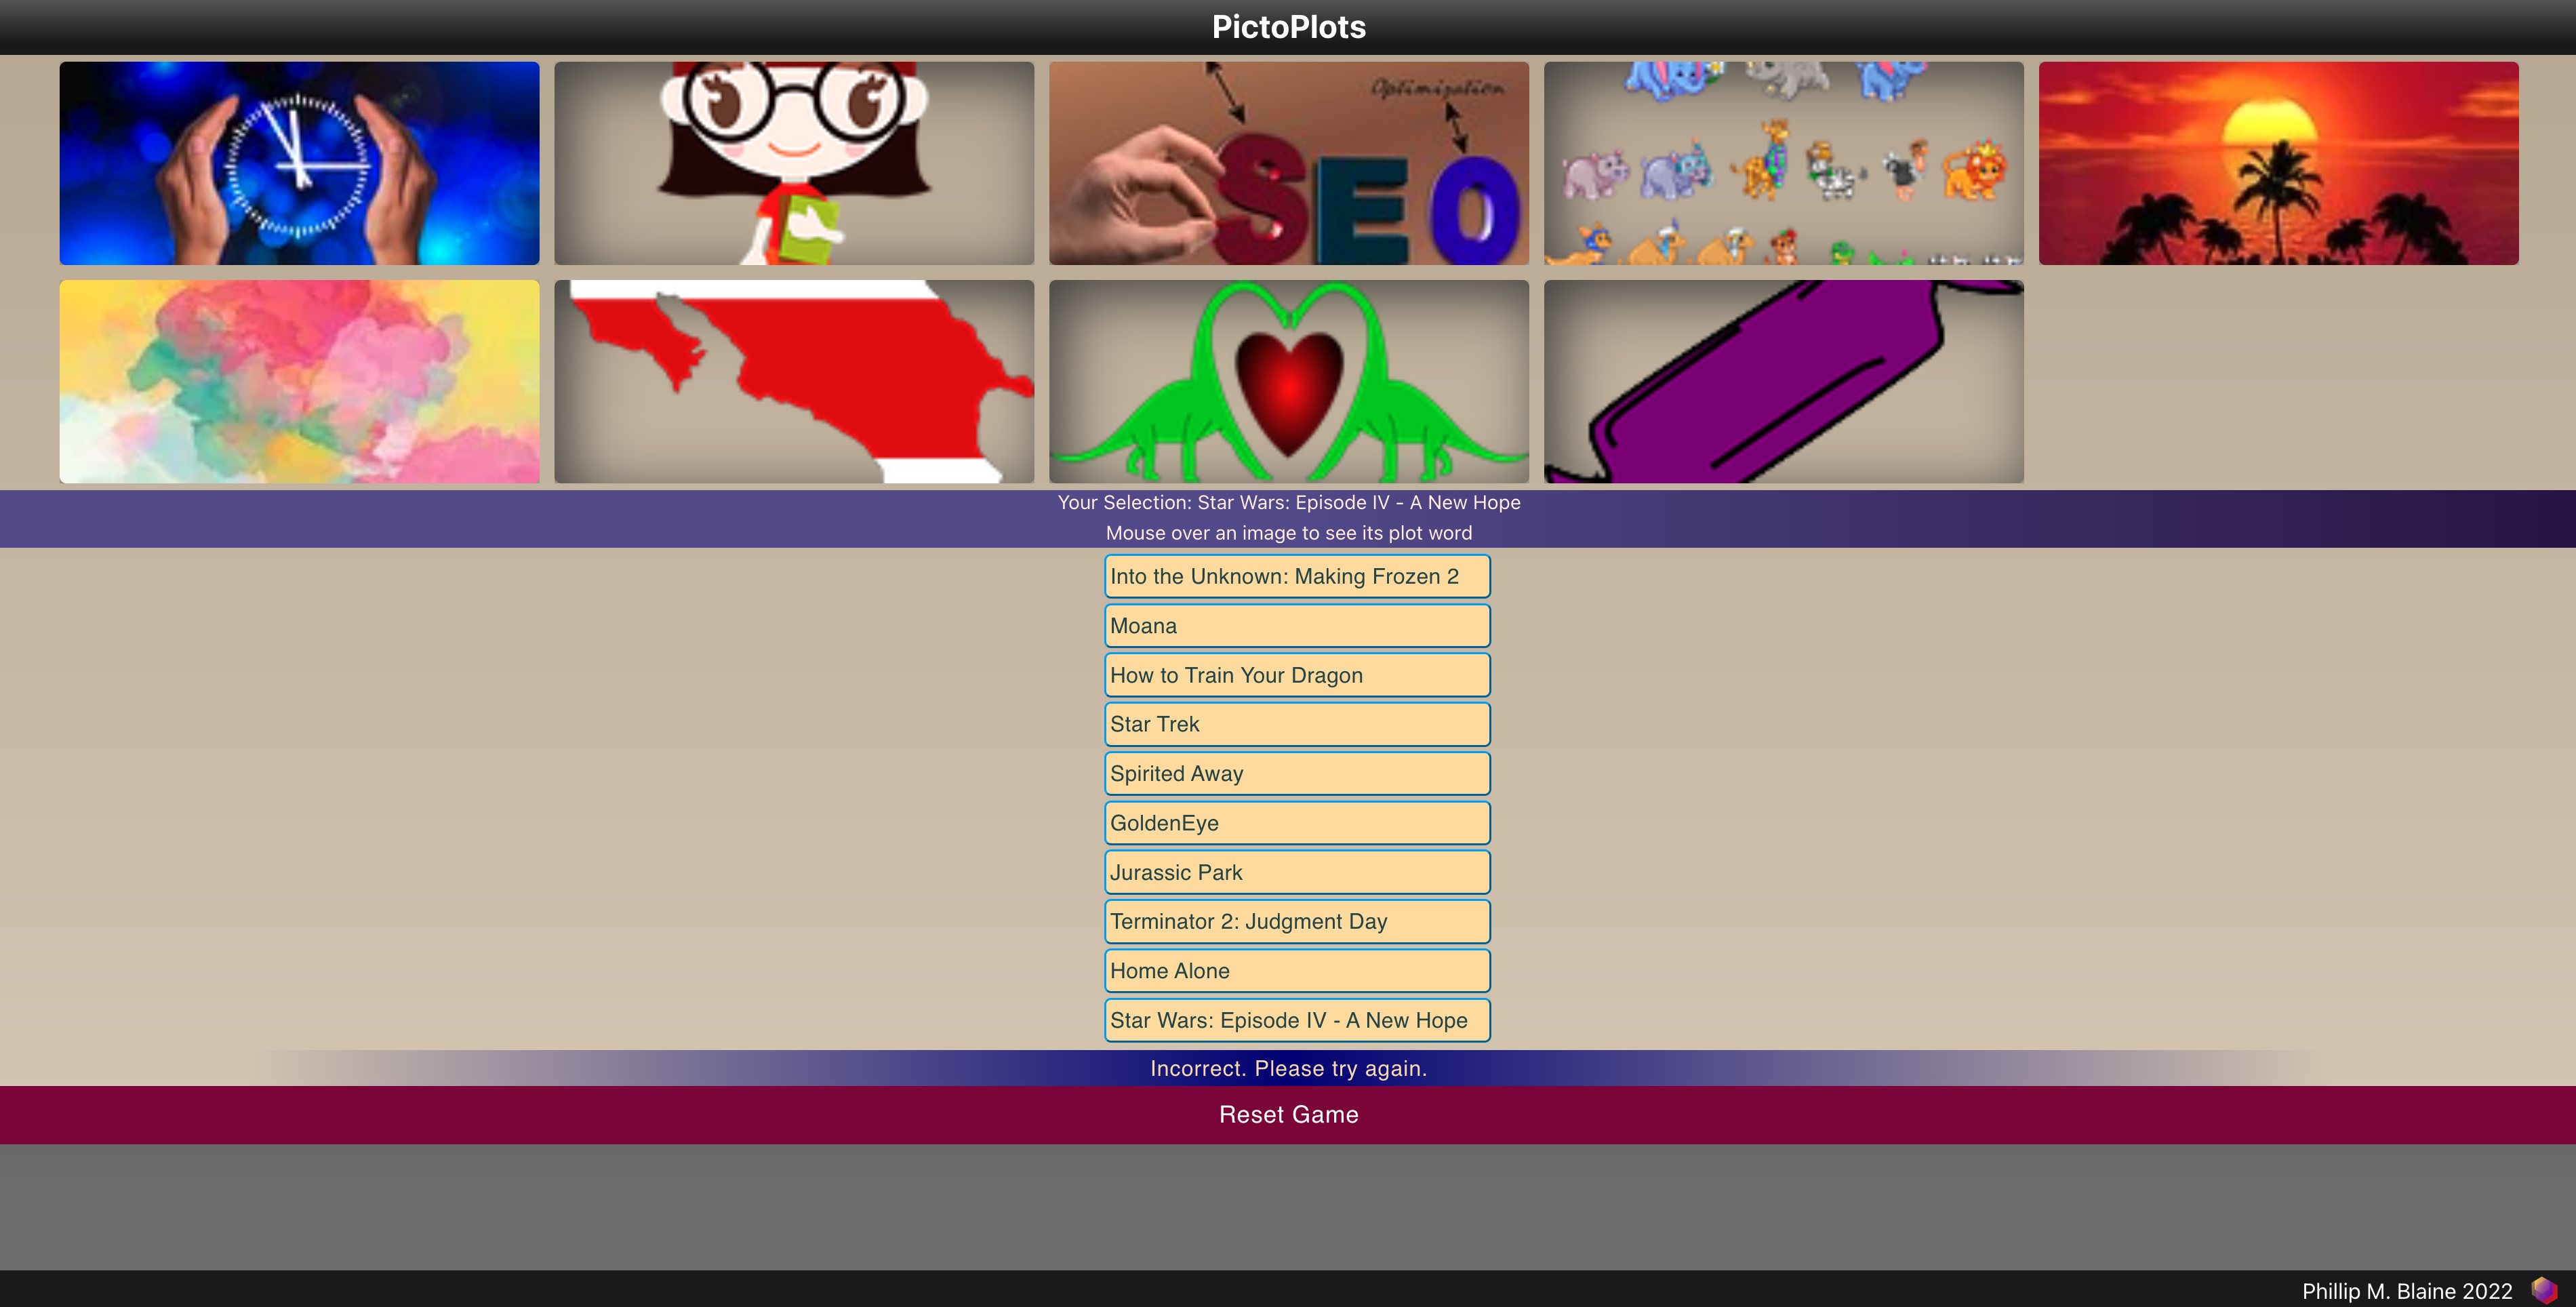 PictoPlots
Optimization
SEO
Your Selection: Star Wars: Episode IV - A New Hope
Mouse over an image to see its plot word
Into the Unknown: Making Frozen 2
Moana
How to Train Your Dragon
Star Trek
Spirited Away
GoldenEye
Jurassic Park
Terminator 2: Judgment Day
Home Alone
Star Wars: Episode IV - A New Hope
Incorrect. Please try again.
Reset Game
Phillip M. Blaine 2022